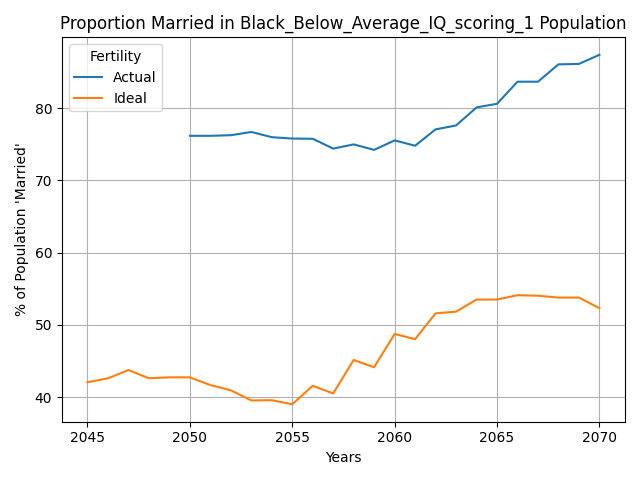 Proportion Married in Black_Below_Average_IQ_scoring_1 Population
Fertility
Actual
Ideal
% of Population 'Married'
80
70
60
50
40
2045 2050 2055 2060 2065 2070
Years